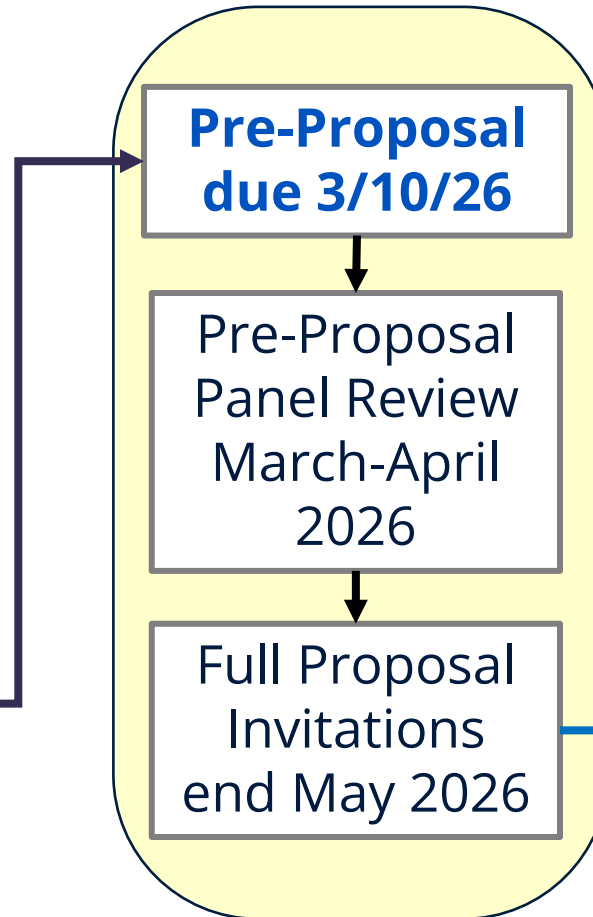 Pre-Proposal
due 3/10/26
Pre-Proposal
Panel Review
March-April
2026
Full Proposal
Invitations
end May 2026